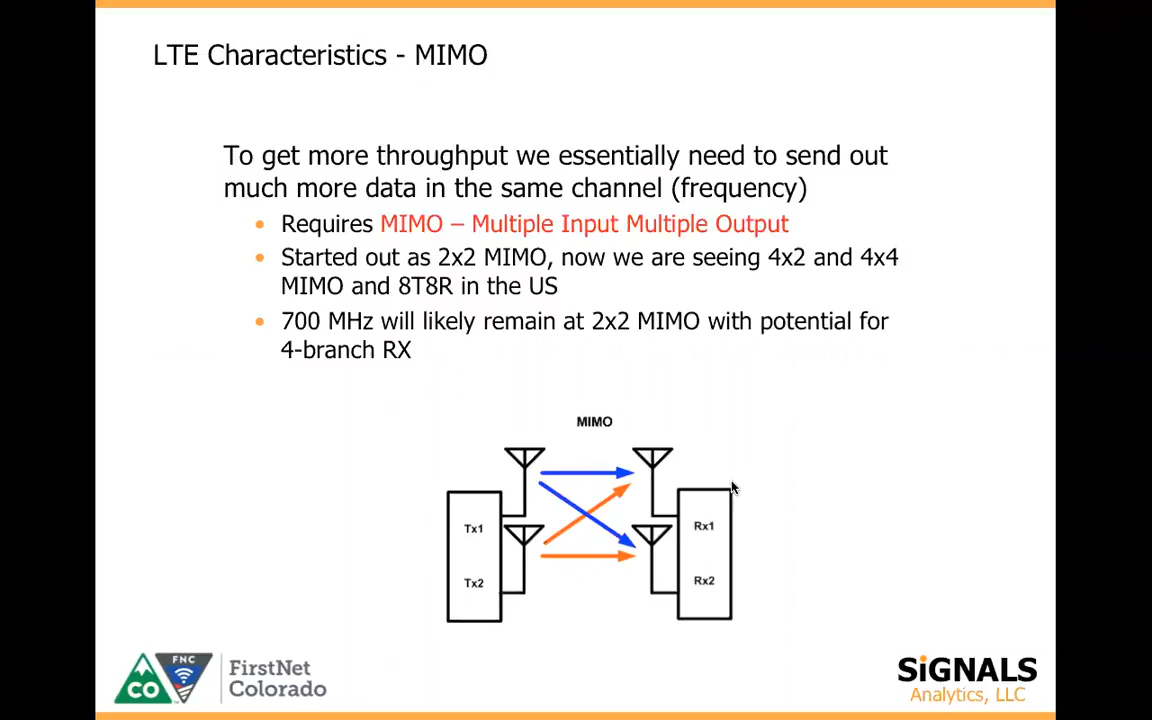 LTE Characteristics - MIMO
To get more throughput we essentially need to send out
much more data in the same channel (frequency)
• Requires MIMO – Multiple Input Multiple Output
• Started out as 2x2 MIMO, now we are seeing 4x2 and 4x4
MIMO and 8T8R in the US
• 700 MHz will likely remain at 2x2 MIMO with potential for
4-branch RX
MIMO
Tx1
Rx1
Tx2
Rx2
FNC
CO
FirstNet
Colorado
SiGNALS
Analytics, LLC